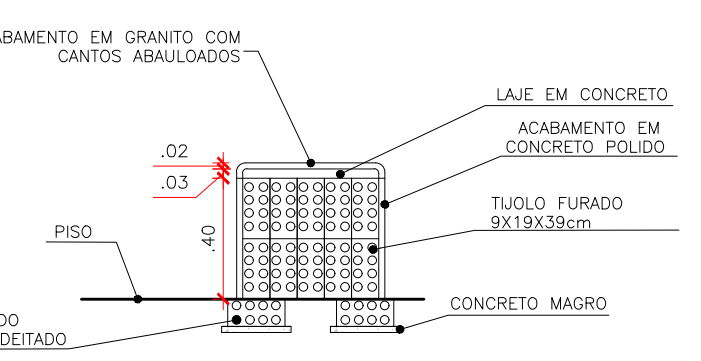 ABAMENTO EM GRANITO COM
CANTOS ABAULOADOS
LAJE EM CONCRETO
ACABAMENTO EM
CONCRETO POLIDO
.02
.03
TIJOLO FURADO
9X19X39cm
.40
PISO
CONCRETO MAGRO
DO
DEITADO